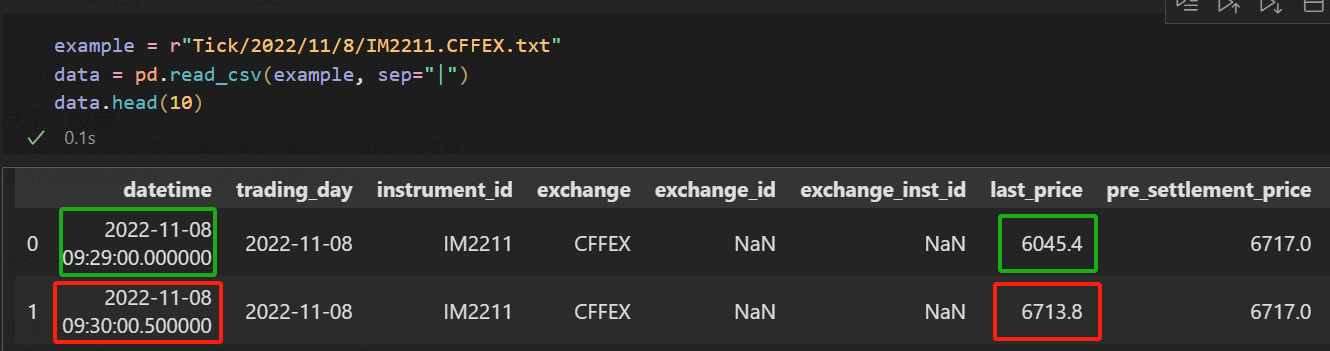 example = r"Tick/2022/11/8/IM2211.CFFEX.txt"
data = pd.read_csv(example, sep="|")
data.head(10)
0.1s
datetime trading_day instrument_id exchange exchange_id exchange_inst_id last_price pre_settlement_price
0 2022-11-08 09:29:00.000000 2022-11-08 IM2211 CFFEX NaN NaN 6045.4 6717.0
1 2022-11-08 09:30:00.500000 2022-11-08 IM2211 CFFEX NaN NaN 6713.8 6717.0